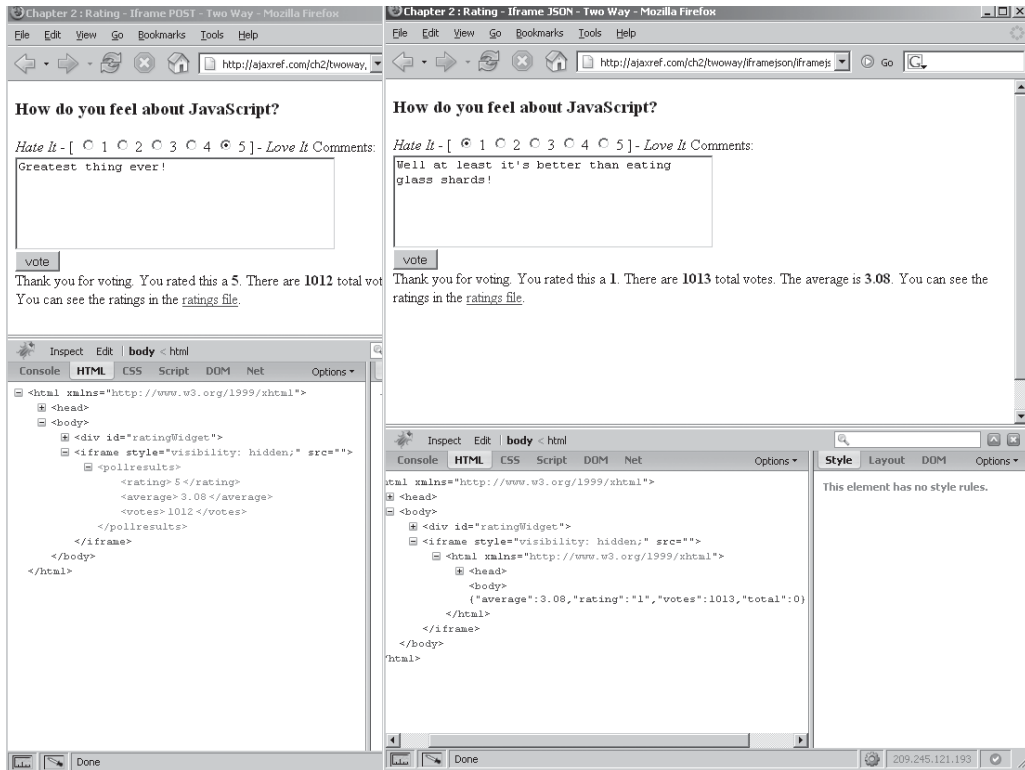 Chapter 2 : Rating - Iframe POST - Two Way - Mozilla Firefox
File Edit View Go Bookmarks Tools Help
http://ajaxref.com/ch2/twoway,
How do you feel about JavaScript?
Hate It - [ 1 2 3 4 5 ] - Love It Comments:
Greatest thing ever!
vote
Thank you for voting. You rated this a 5. There are 1012 total vot
You can see the ratings in the ratings file.
Inspect Edit | body < html
Console HTML CSS Script DOM Net Options
<html xmlns="http://www.w3.org/1999/xhtml">
<head>
<body>
<div id="ratingWidget">
<iframe style="visibility: hidden;" src="">
<pollresults>
<rating>5</rating>
<average>3.08</average>
<votes>1012</votes>
</pollresults>
</iframe>
</body>
</html>
Done
Chapter 2 : Rating - Iframe JSON - Two Way - Mozilla Firefox
File Edit View Go Bookmarks Tools Help
http://ajaxref.com/ch2/twoway/iframejson/iframejs Go G
How do you feel about JavaScript?
Hate It - [ 1 2 3 4 5 ] - Love It Comments:
Well at least it's better than eating
glass shards!
vote
Thank you for voting. You rated this a 1. There are 1013 total votes. The average is 3.08. You can see the
ratings in the ratings file.
Inspect Edit | body < html
Console HTML CSS Script DOM Net Options
Style Layout DOM Options
This element has no style rules.
html xmlns="http://www.w3.org/1999/xhtml">
<head>
<body>
<div id="ratingWidget">
<iframe style="visibility: hidden;" src="">
<html xmlns="http://www.w3.org/1999/xhtml">
<head>
<body>
{"average":3.08,"rating":"1","votes":1013,"total":0}
</html>
</iframe>
</body>
/html>
Done
209.245.121.193